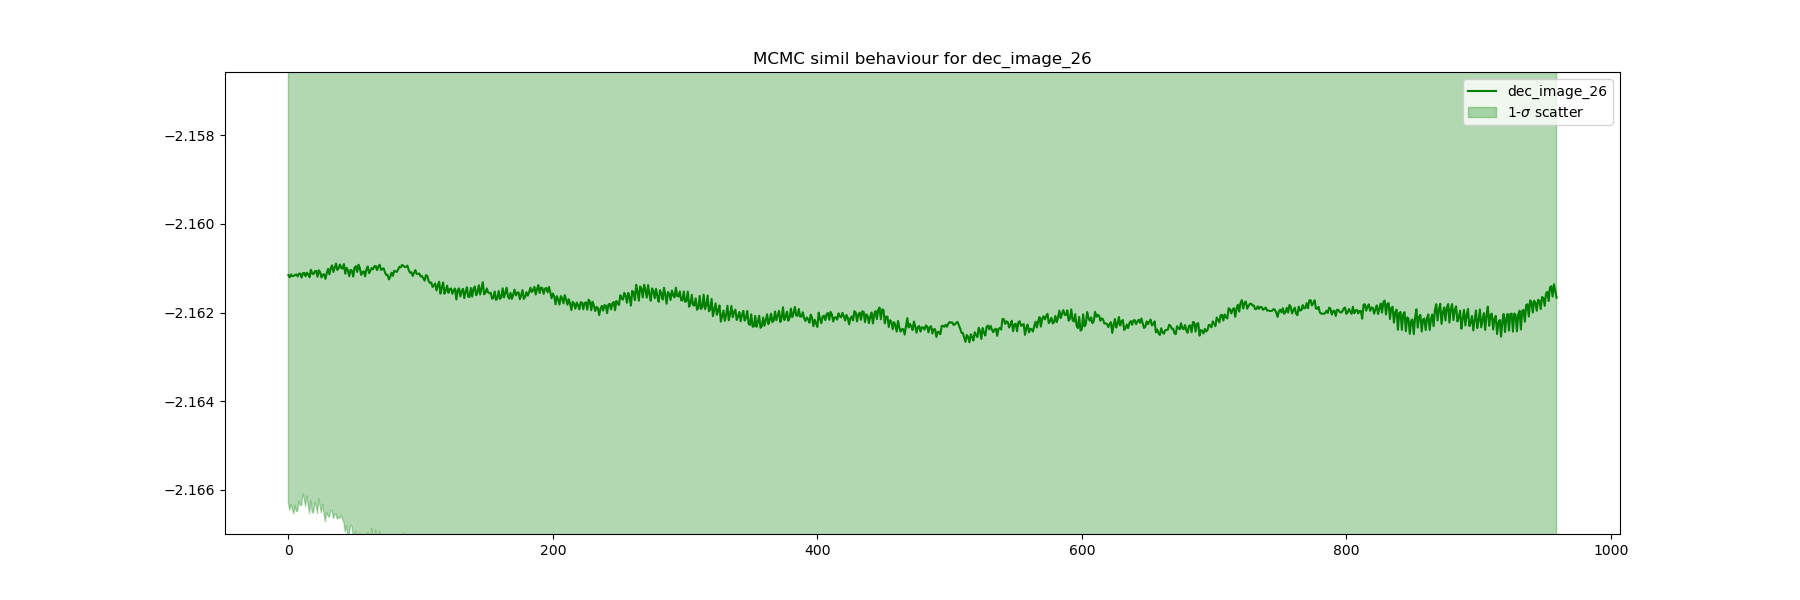 MCMC simil behaviour for dec_image_26
dec_image_26
1-σ scatter
−2.158
−2.160
−2.162
−2.164
−2.166
0 200 400 600 800 1000